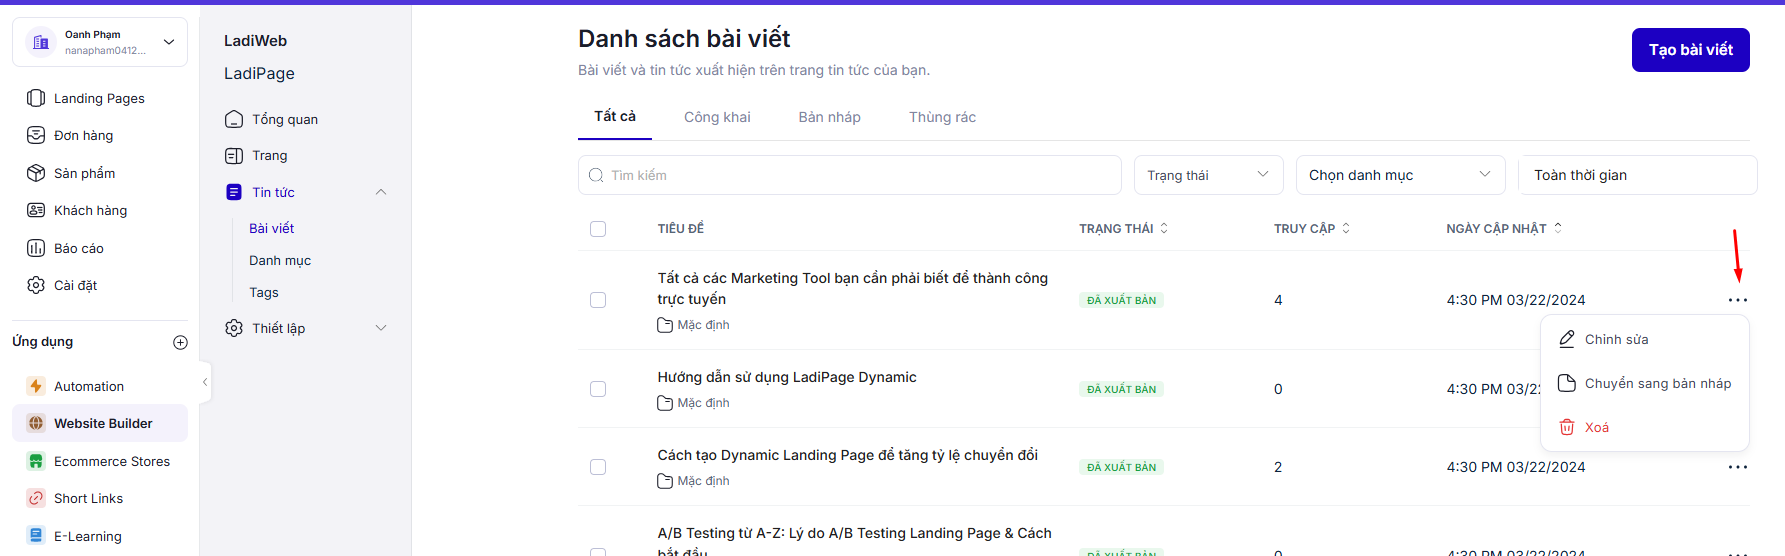 Oanh Phạm
nanapham0412...
Landing Pages
Đơn hàng
Sản phẩm
Khách hàng
Báo cáo
Cài đặt
Ứng dụng
Automation
Website Builder
Ecommerce Stores
Short Links
E-Learning
LadiWeb
LadiPage
Tổng quan
Trang
Tin tức
Bài viết
Danh mục
Tags
Thiết lập
Danh sách bài viết
Bài viết và tin tức xuất hiện trên trang tin tức của bạn.
Tạo bài viết
Tất cả
Công khai
Bản nháp
Thùng rác
Tìm kiếm
Trạng thái
Chọn danh mục
Toàn thời gian
TIÊU ĐỀ
TRẠNG THÁI
TRUY CẬP
NGÀY CẬP NHẬT
Tất cả các Marketing Tool bạn cần phải biết để thành công
trực tuyến
Mặc định
ĐÃ XUẤT BẢN
4
4:30 PM 03/22/2024
Chỉnh sửa
Chuyển sang bản nháp
Xoá
Hướng dẫn sử dụng LadiPage Dynamic
Mặc định
ĐÃ XUẤT BẢN
0
4:30 PM 03/2
Cách tạo Dynamic Landing Page để tăng tỷ lệ chuyển đổi
Mặc định
ĐÃ XUẤT BẢN
2
4:30 PM 03/22/2024
A/B Testing từ A-Z: Lý do A/B Testing Landing Page & Cách
bắt đầu
ĐÃ XUẤT BẢN
0
4:30 PM 03/22/2024